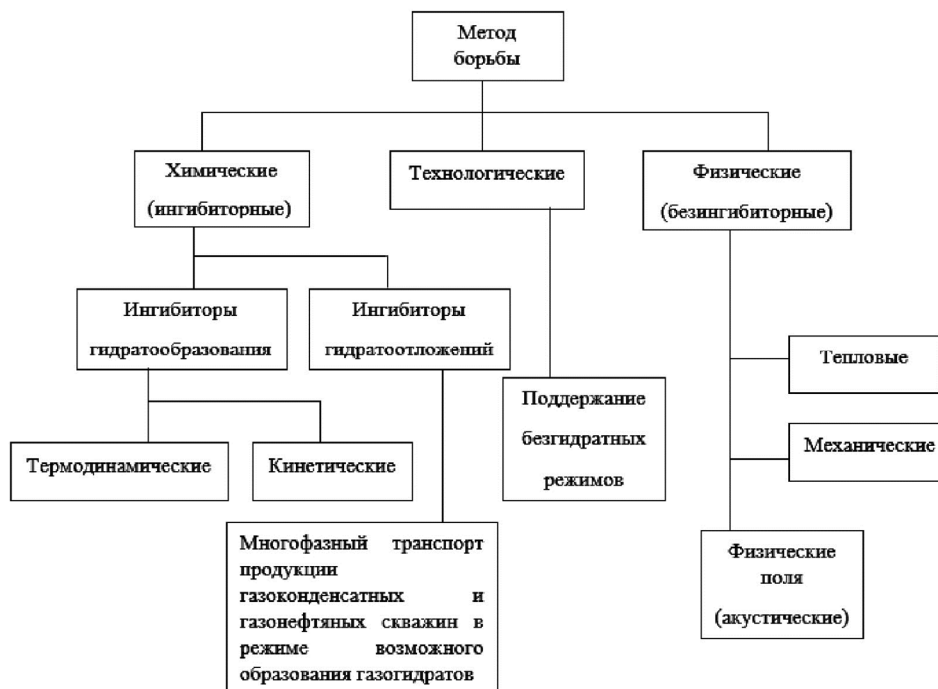 Метод
борьбы
Химические
(ингибиторные)
Технологические
Физические
(безингибиторные)
Ингибиторы
гидратообразования
Ингибиторы
гидратоотложений
Тепловые
Термодинамические
Кинетические
Поддержание
безгидратных
режимов
Механические
Многофазный транспорт
продукции
газоконденсатных и
газонефтяных скважин в
режиме возможного
образования газогидратов
Физические
поля
(акустические)